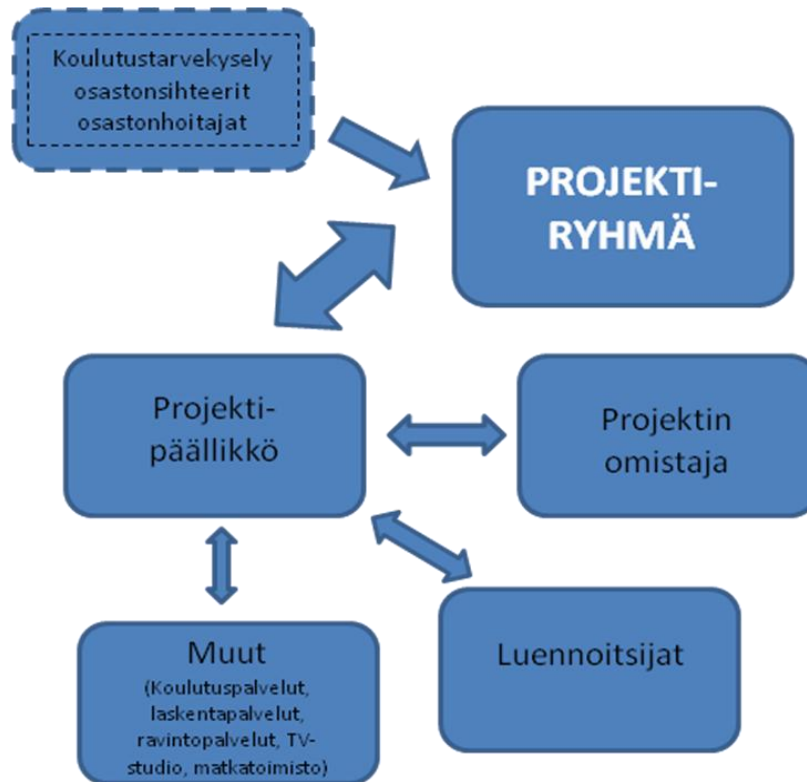 Koulutustarvekysely
osastonsihteerit
osastonhoitajat
PROJEKTI-
RYHMÄ
Projekti-
päällikkö
Projektin
omistaja
Muut
(Koulutuspalvelut,
laskentapalvelut,
ravintopalvelut, TV-
studio, matkatoimisto)
Luennoitsijat